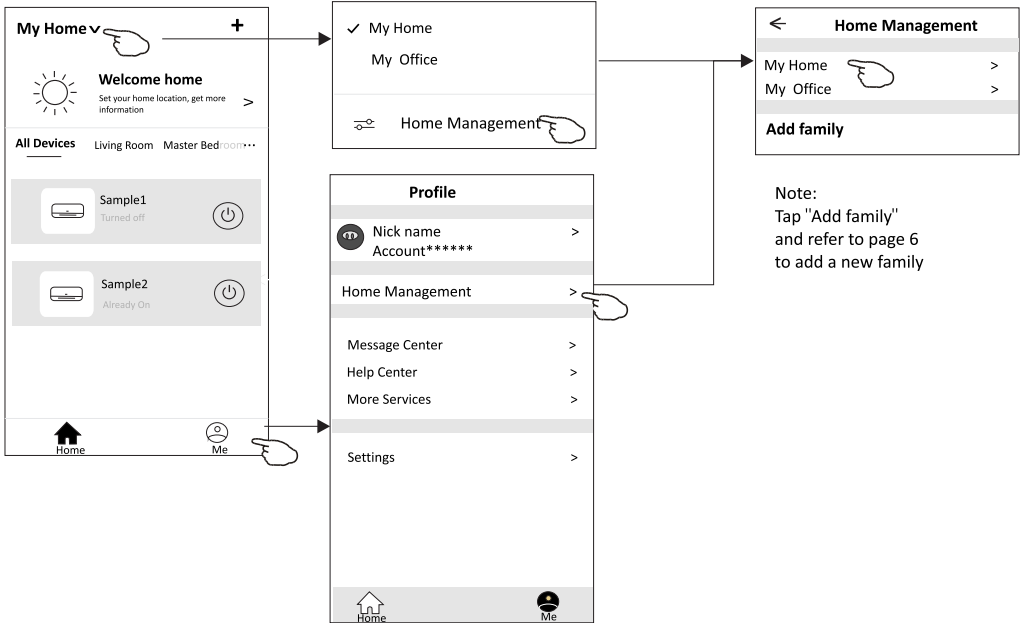 My Home
+
Welcome home
Set your home location, get more
information
>
All Devices Living Room Master Bedroom...
Sample1
Turned off
Sample2
Already On
Home
Me
✓ My Home
My Office
Home Management
Profile
Nick name >
Account******
Home Management >
Message Center >
Help Center >
More Services >
Settings >
Home
Me
Home Management
My Home >
My Office >
Add family
Note:
Tap "Add family"
and refer to page 6
to add a new family